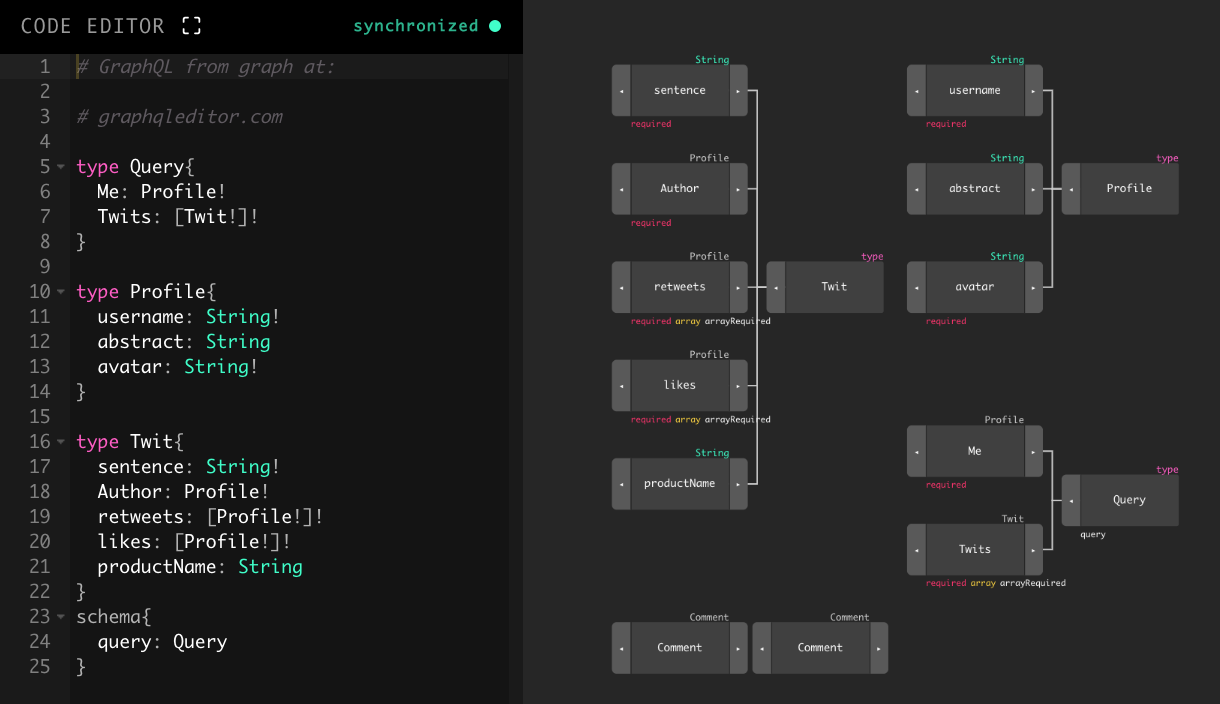 CODE EDITOR
synchronized
1 # GraphQL from graph at:
2
3 # graphqleditor.com
4
5 type Query{
6 Me: Profile!
7 Twits: [Twit!]!
8 }
9
10 type Profile{
11 username: String!
12 abstract: String
13 avatar: String!
14 }
15
16 type Twit{
17 sentence: String!
18 Author: Profile!
19 retweets: [Profile!]!
20 likes: [Profile!]!
21 productName: String
22 }
23 schema{
24 query: Query
25 }
String
sentence
required
Profile
Author
required
Profile
retweets
required array arrayRequired
Profile
likes
required array arrayRequired
String
productName
type
Twit
String
username
required
String
abstract
String
avatar
required
type
Profile
Profile
Me
required
Twit
Twits
required array arrayRequired
type
Query
query
Comment
Comment
Comment
Comment